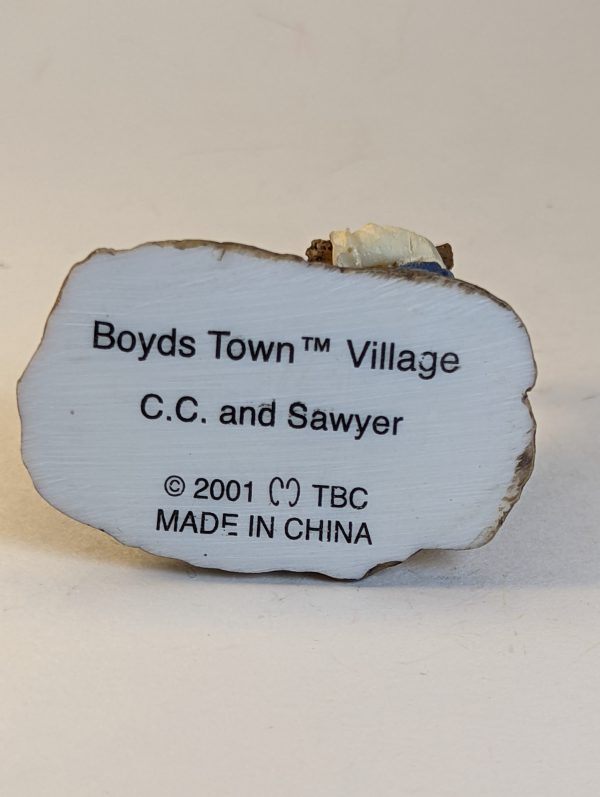 Boyds Town™ Village
C.C. and Sawyer
© 2001 TBC
MADE IN CHINA